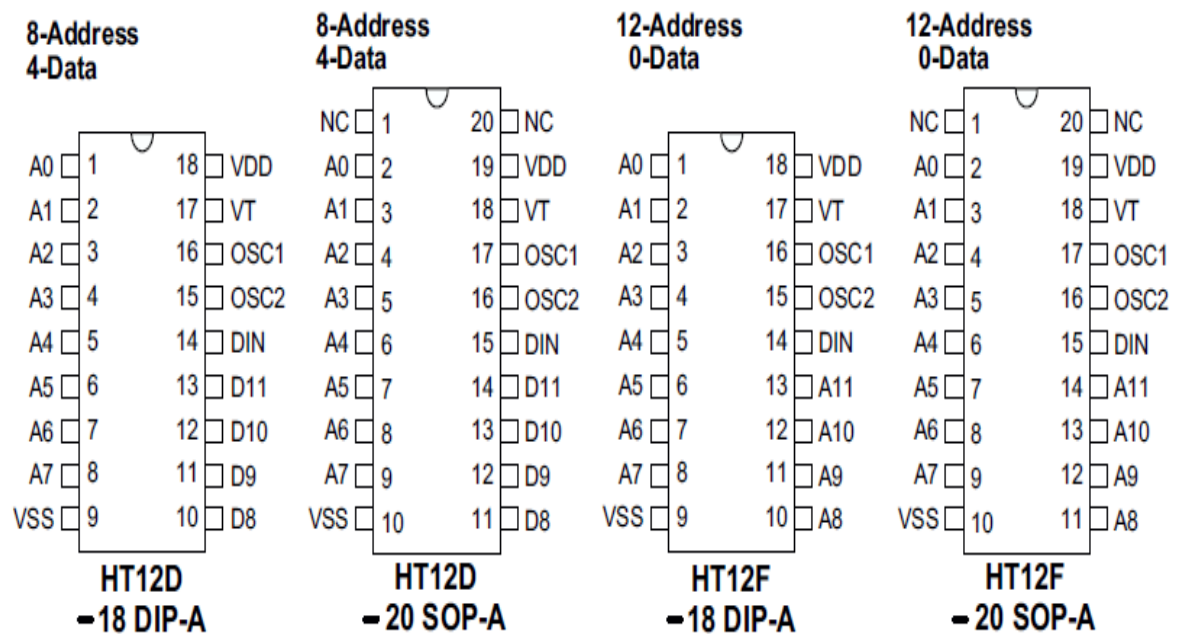 8-Address
4-Data
NC 1 20 NC
A0 1 18 VDD
A1 2 17 VT
A2 3 16 OSC1
A3 4 15 OSC2
A4 5 14 DIN
A5 6 13 D11
A6 7 12 D10
A7 8 11 D9
VSS 9 10 D8
HT12D
-18 DIP-A
8-Address
4-Data
NC 1 20 NC
A0 2 19 VDD
A1 3 18 VT
A2 4 17 OSC1
A3 5 16 OSC2
A4 6 15 DIN
A5 7 14 D11
A6 8 13 D10
A7 9 12 D9
VSS 10 11 D8
HT12D
-20 SOP-A
12-Address
0-Data
A0 1 18 VDD
A1 2 17 VT
A2 3 16 OSC1
A3 4 15 OSC2
A4 5 14 DIN
A5 6 13 A11
A6 7 12 A10
A7 8 11 A9
VSS 9 10 A8
HT12F
-18 DIP-A
12-Address
0-Data
NC 1 20 NC
A0 2 19 VDD
A1 3 18 VT
A2 4 17 OSC1
A3 5 16 OSC2
A4 6 15 DIN
A5 7 14 A11
A6 8 13 A10
A7 9 12 A9
VSS 10 11 A8
HT12F
-20 SOP-A